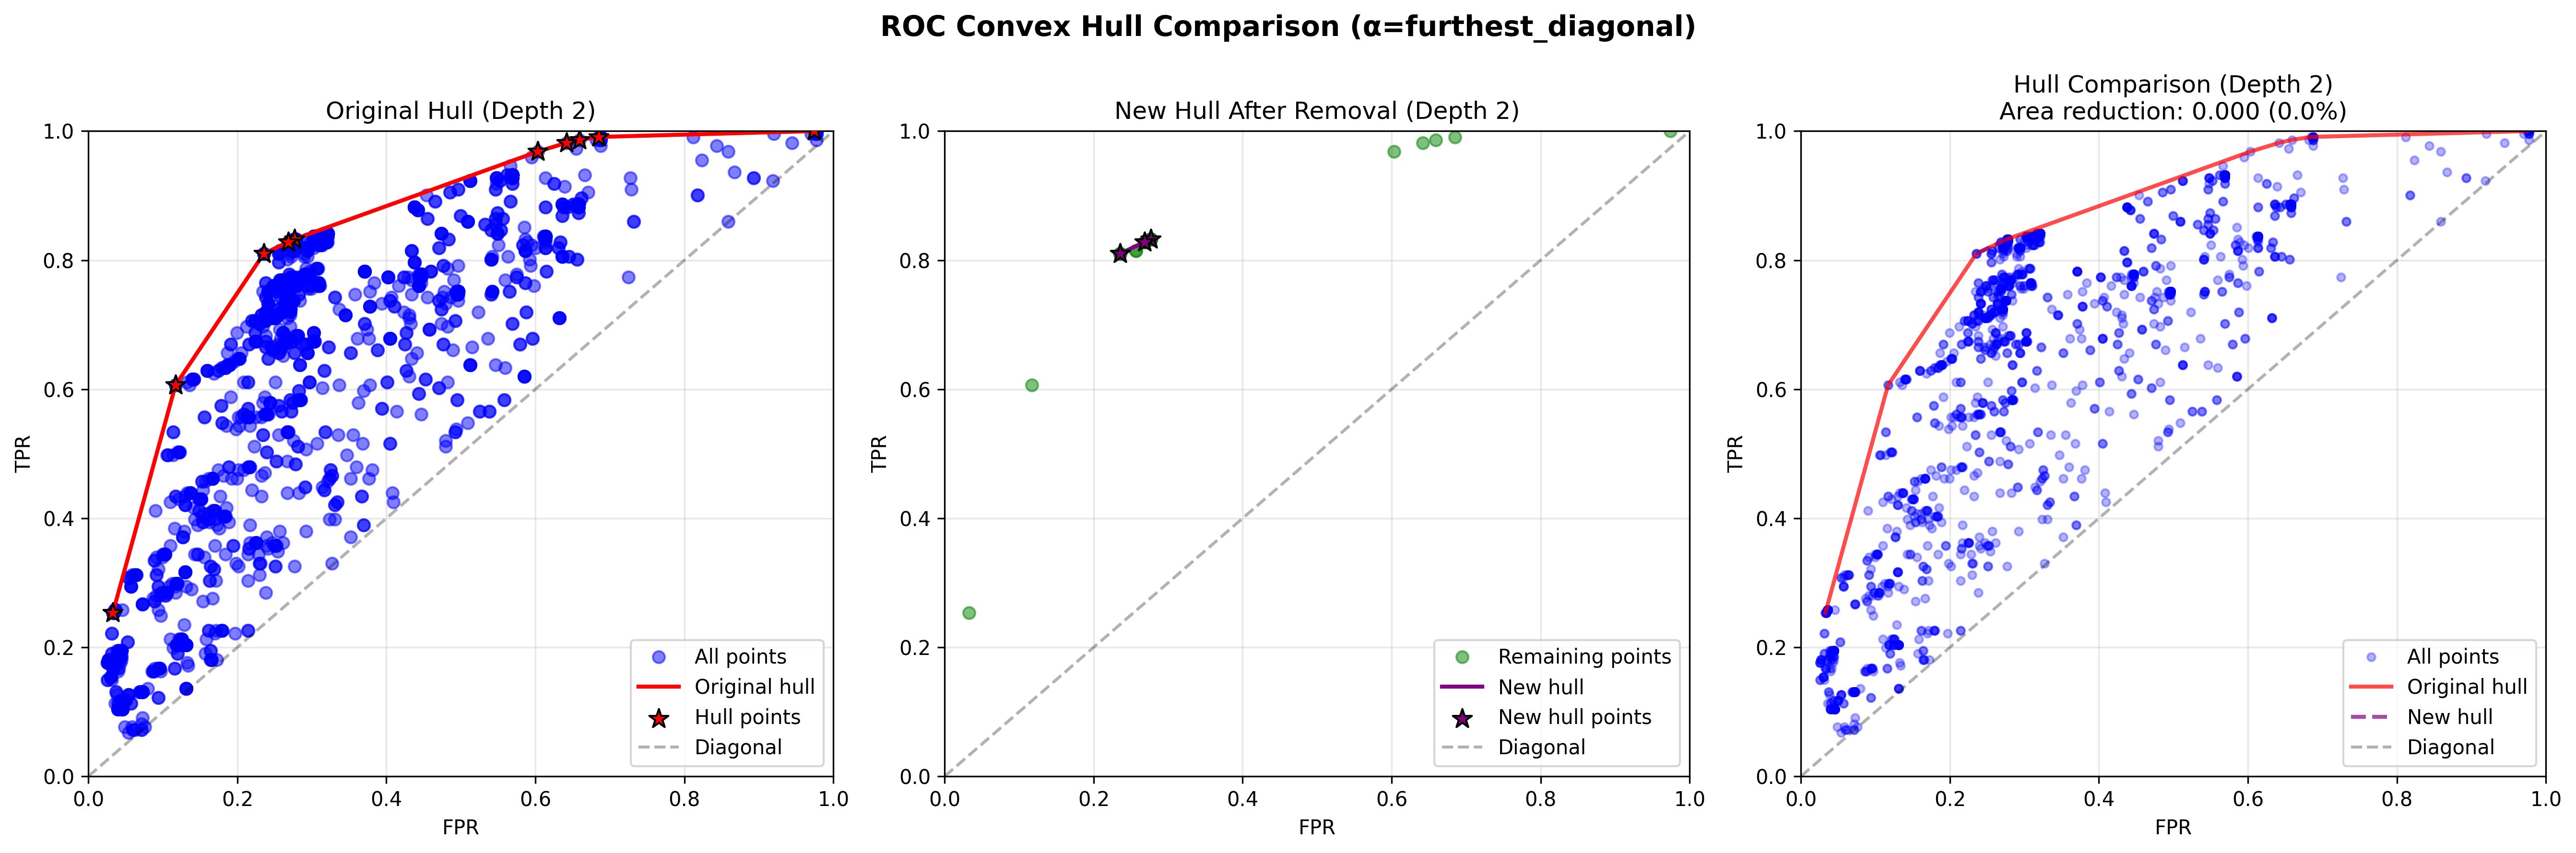 ROC Convex Hull Comparison (α=furthest_diagonal)
Original Hull (Depth 2)
1.0
0.8
0.6
0.4
0.2
0.0
TPR
0.0 0.2 0.4 0.6 0.8 1.0
FPR
All points
Original hull
Hull points
Diagonal
New Hull After Removal (Depth 2)
1.0
0.8
0.6
0.4
0.2
0.0
TPR
0.0 0.2 0.4 0.6 0.8 1.0
FPR
Remaining points
New hull
New hull points
Diagonal
Hull Comparison (Depth 2)
Area reduction: 0.000 (0.0%)
1.0
0.8
0.6
0.4
0.2
0.0
TPR
0.0 0.2 0.4 0.6 0.8 1.0
FPR
All points
Original hull
New hull
Diagonal